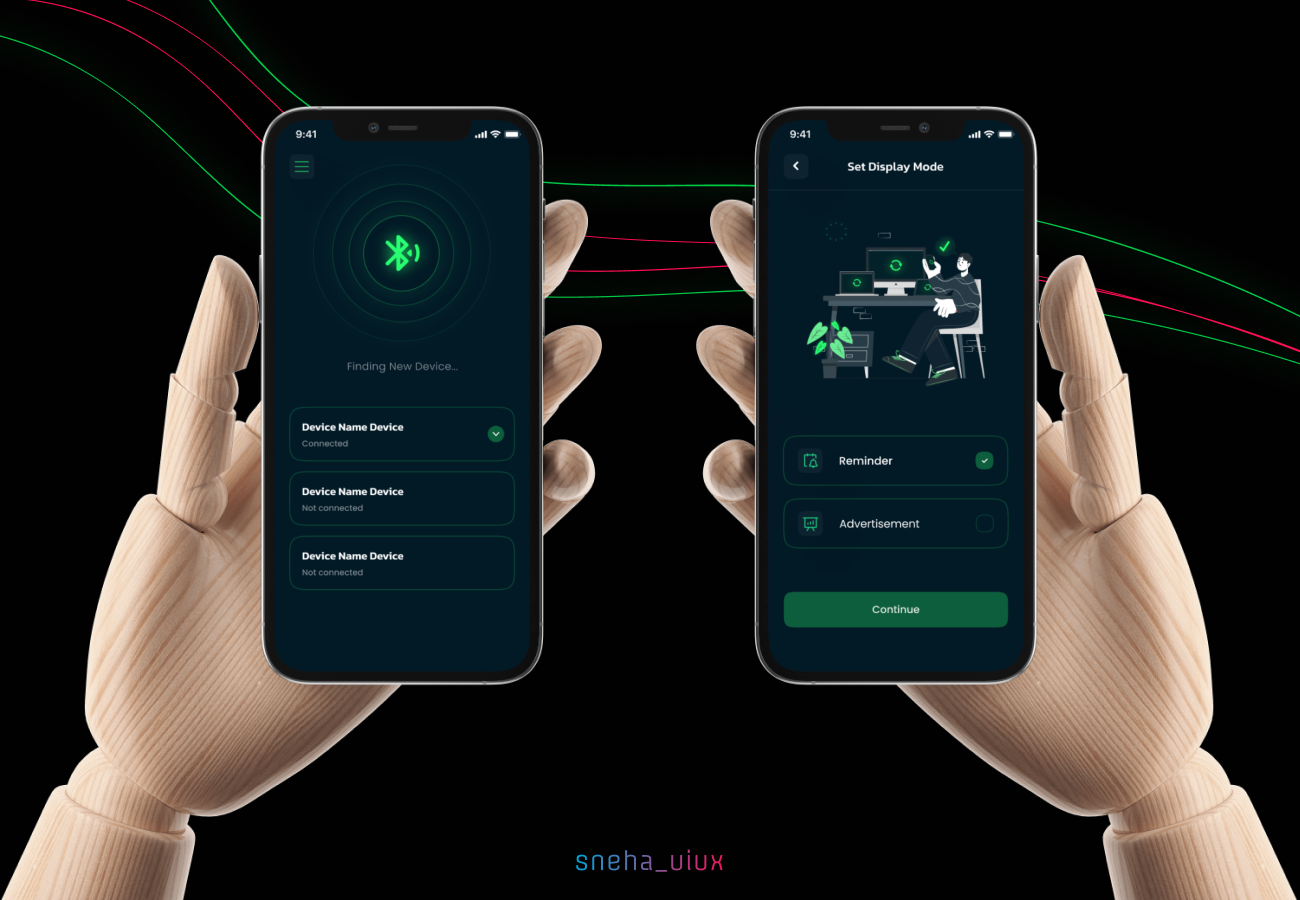 9:41
Finding New Device...
Device Name Device
Connected
Device Name Device
Not connected
Device Name Device
Not connected
9:41
Set Display Mode
Reminder
Advertisement
Continue
sneha_uiux